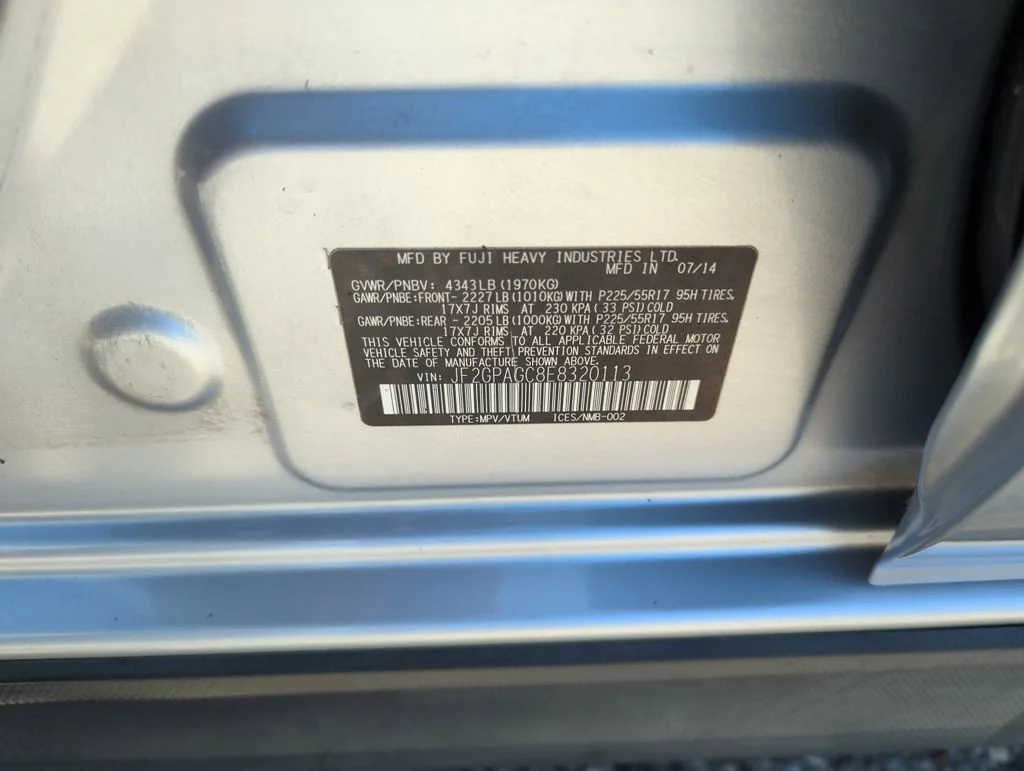 MFD BY FUJI HEAVY INDUSTRIES LTD.
MFD IN 07/14
GVWR/PNBV: 4343LB (1970KG)
GAWR/PNBE:FRONT- 2227LB(1010KG)WITH P225/55R17 95H TIRES,
17X7J RIMS AT 230 KPA(33 PSI)COLD
GAWR/PNBE:REAR - 2205LB(1000KG)WITH P225/55R17 95H TIRES,
17X7J RIMS AT 220 KPA(32 PSI)COLD
THIS VEHICLE CONFORMS TO ALL APPLICABLE FEDERAL MOTOR
VEHICLE SAFETY AND THEFT PREVENTION STANDARDS IN EFFECT ON
THE DATE OF MANUFACTURE SHOWN ABOVE.
VIN: JF2GPAGC8E8320113
TYPE:MPV/VTUM ICES/NMB-002